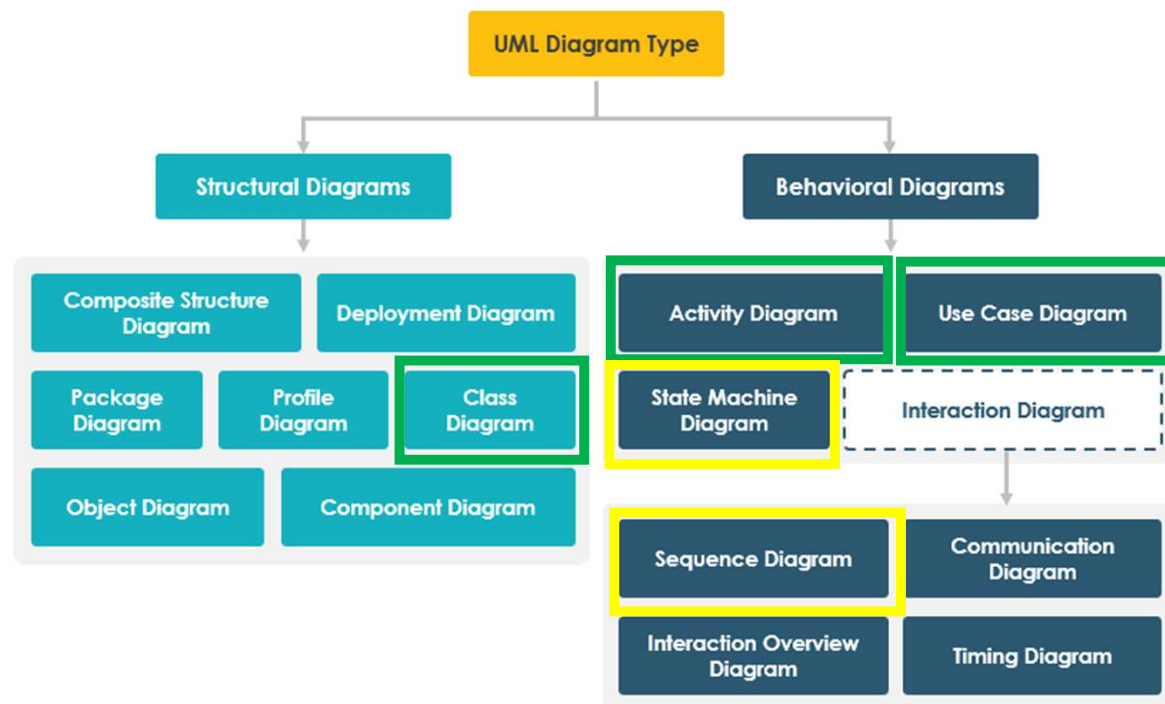 UML Diagram Type
Structural Diagrams
Behavioral Diagrams
Composite Structure
Diagram
Deployment Diagram
Package
Diagram
Profile
Diagram
Class
Diagram
Object Diagram
Component Diagram
Activity Diagram
Use Case Diagram
State Machine
Diagram
Interaction Diagram
Sequence Diagram
Communication
Diagram
Interaction Overview
Diagram
Timing Diagram